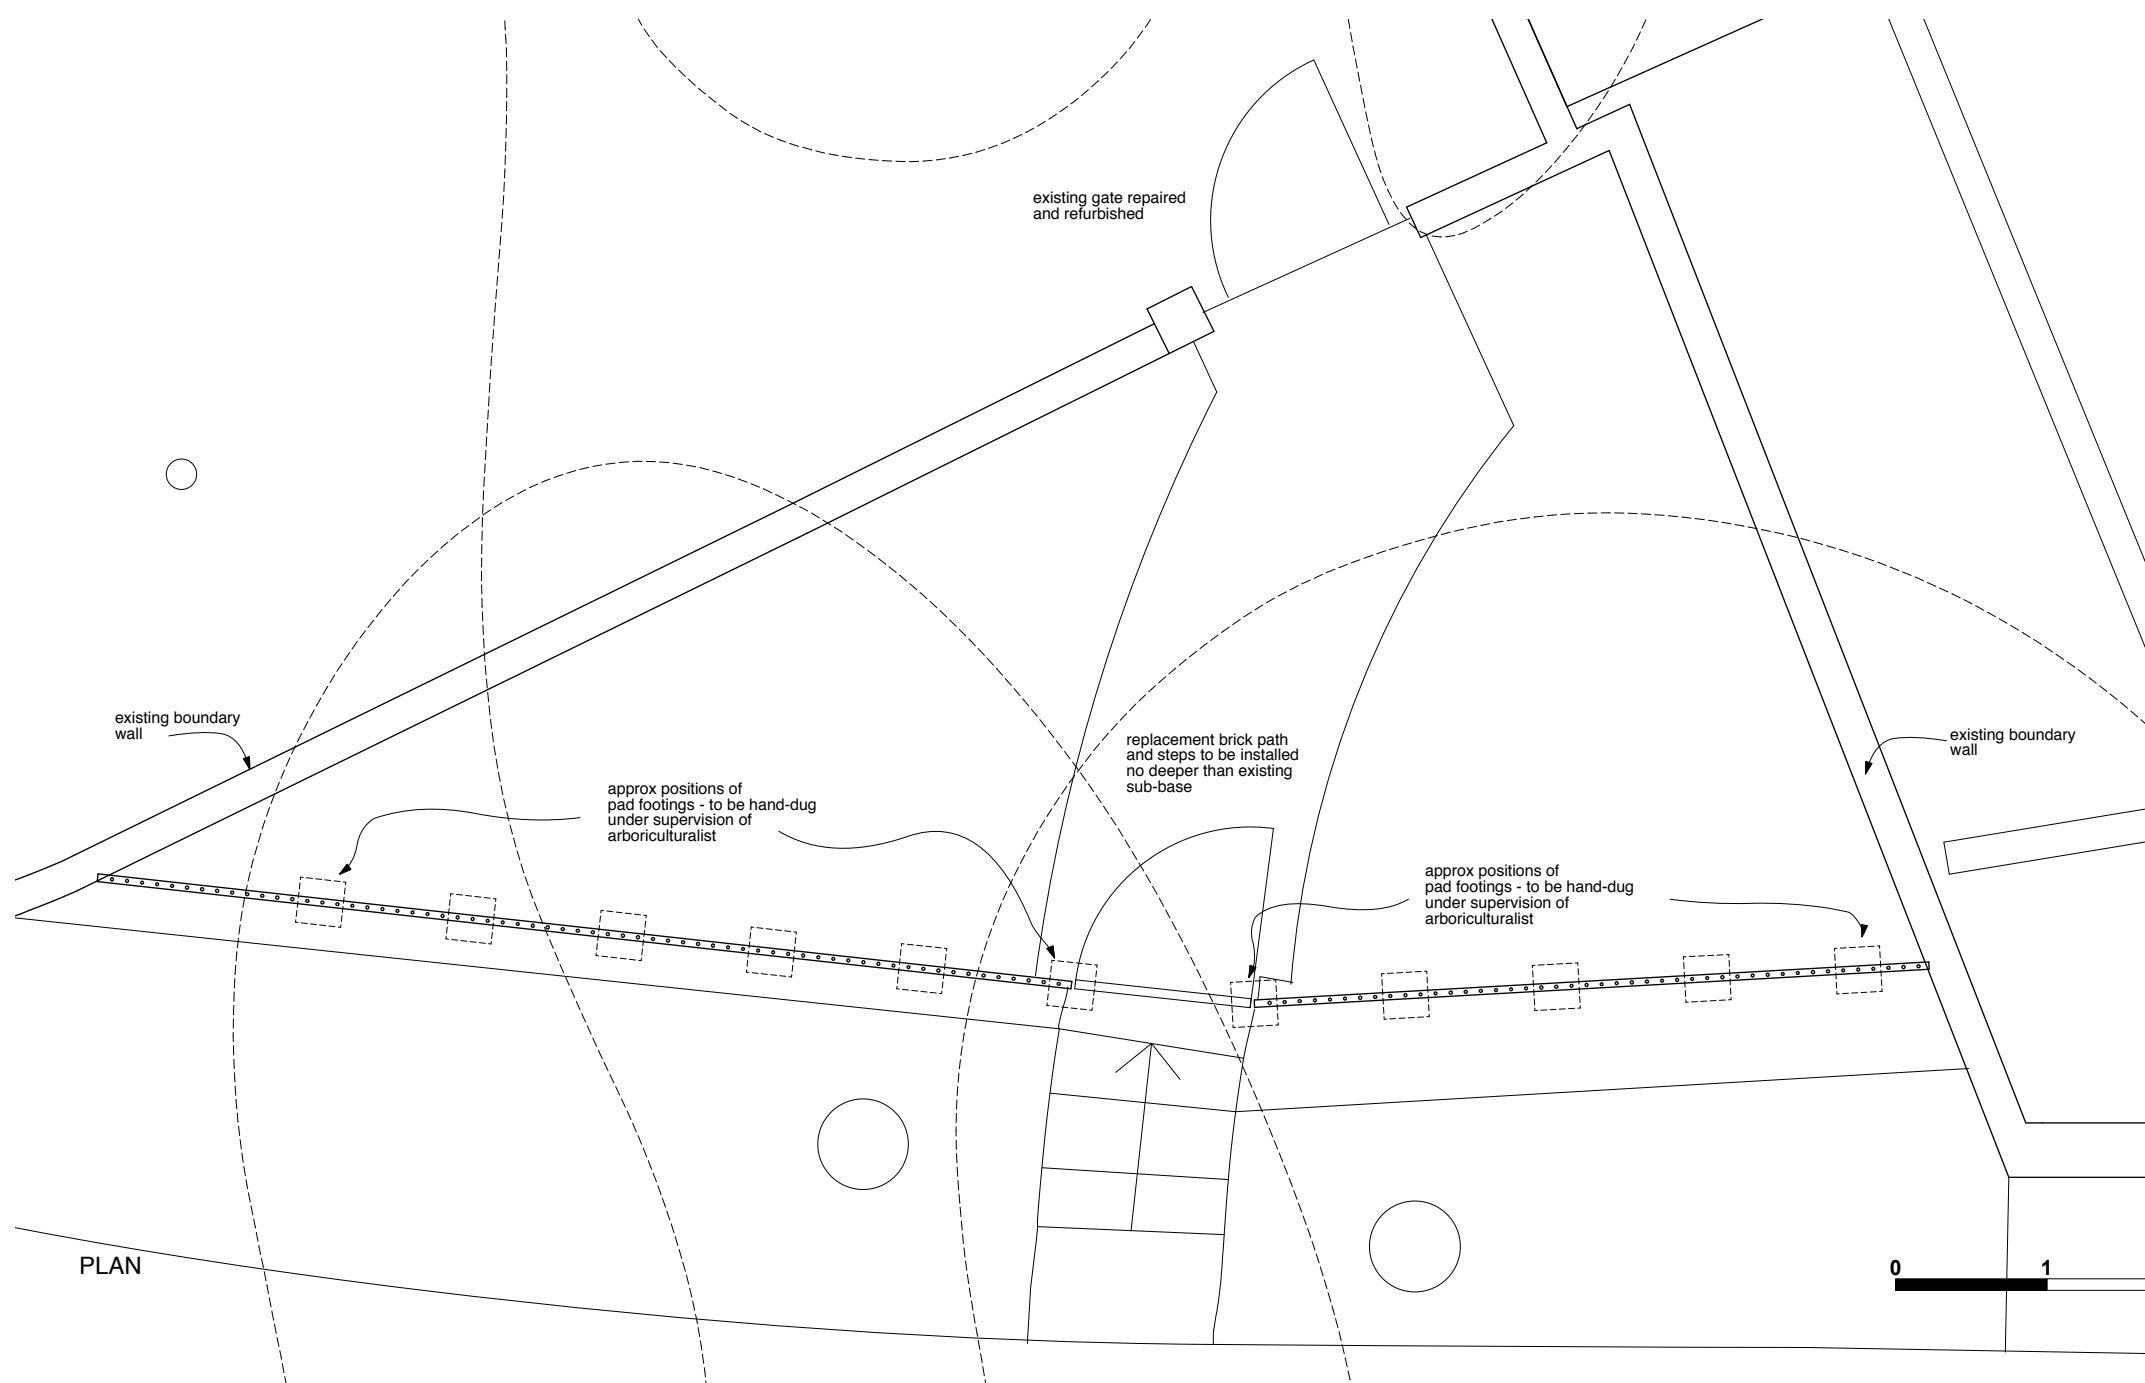 existing gate repaired
and refurbished
existing boundary
wall
replacement brick path
and steps to be installed
no deeper than existing
sub-base
existing boundary
wall
approx positions of
pad footings - to be hand-dug
under supervision of
arboriculturalist
approx positions of
pad footings - to be hand-dug
under supervision of
arboriculturalist
PLAN
0 1